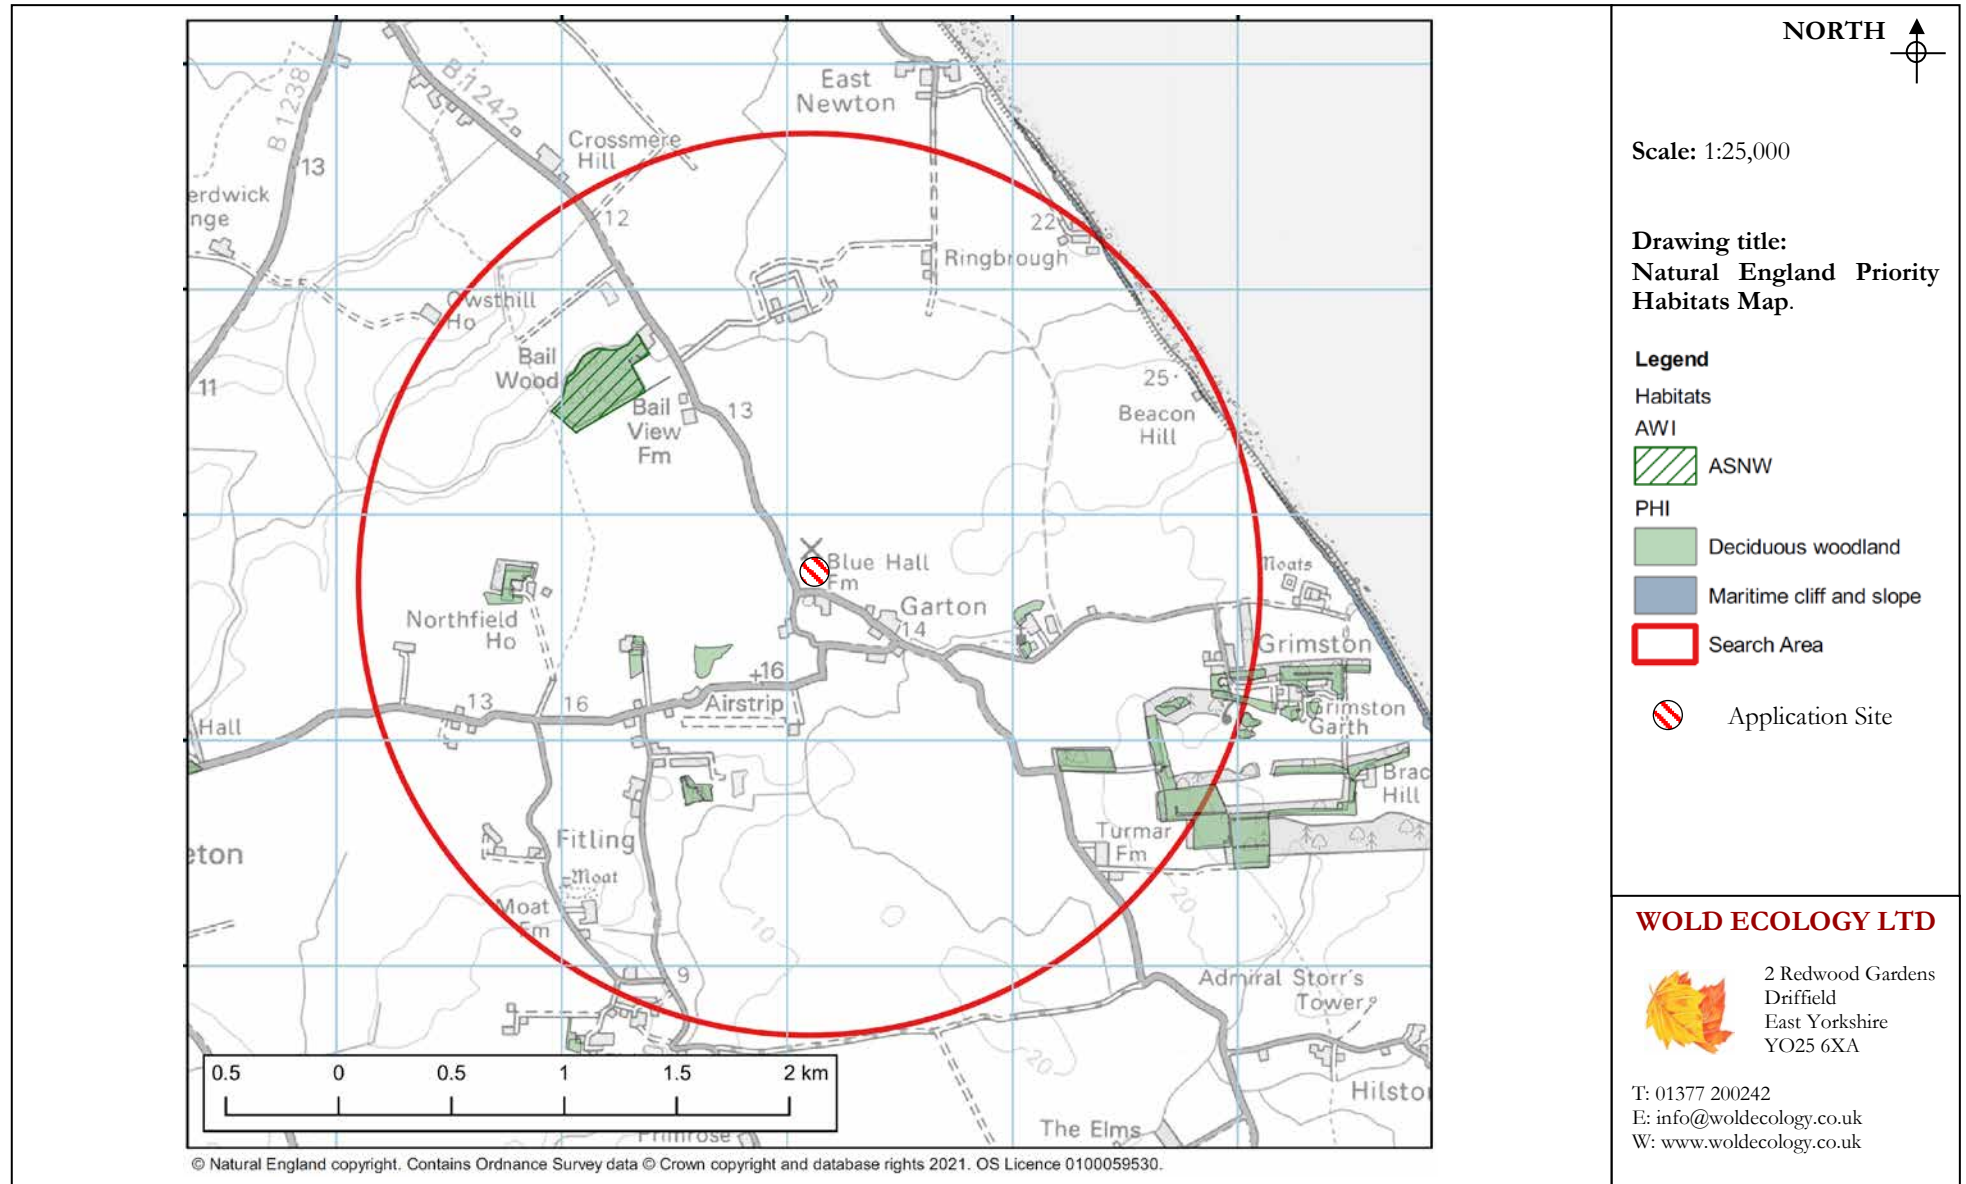 B 1238
13
B 1242
East
Newton
Crossmere
Hill
erdwick
nge
12
22
Ringbrough
Owsthill
Ho
Bail
Wood
11
25
Beacon
Hill
Bail
View
Fm
13
Blue Hall
Fm
Moats
Garton
14
Northfield
Ho
Grimston
+16
13
16
Airstrip
Hall
Grimston
Garth
Brac
Hill
Turmar
Fm
Fitling
eton
Moat
Moat
Fm
20
10
9
Admiral Storr's
Tower
20
Hilsto
The Elms
Primrose
0.5 0 0.5 1 1.5 2 km
© Natural England copyright. Contains Ordnance Survey data © Crown copyright and database rights 2021. OS Licence 0100059530.
NORTH
Scale: 1:25,000
Drawing title:
Natural England Priority
Habitats Map.
Legend
Habitats
AWI
ASNW
PHI
Deciduous woodland
Maritime cliff and slope
Search Area
Application Site
WOLD ECOLOGY LTD
2 Redwood Gardens
Driffield
East Yorkshire
YO25 6XA
T: 01377 200242
E: info@woldecology.co.uk
W: www.woldecology.co.uk